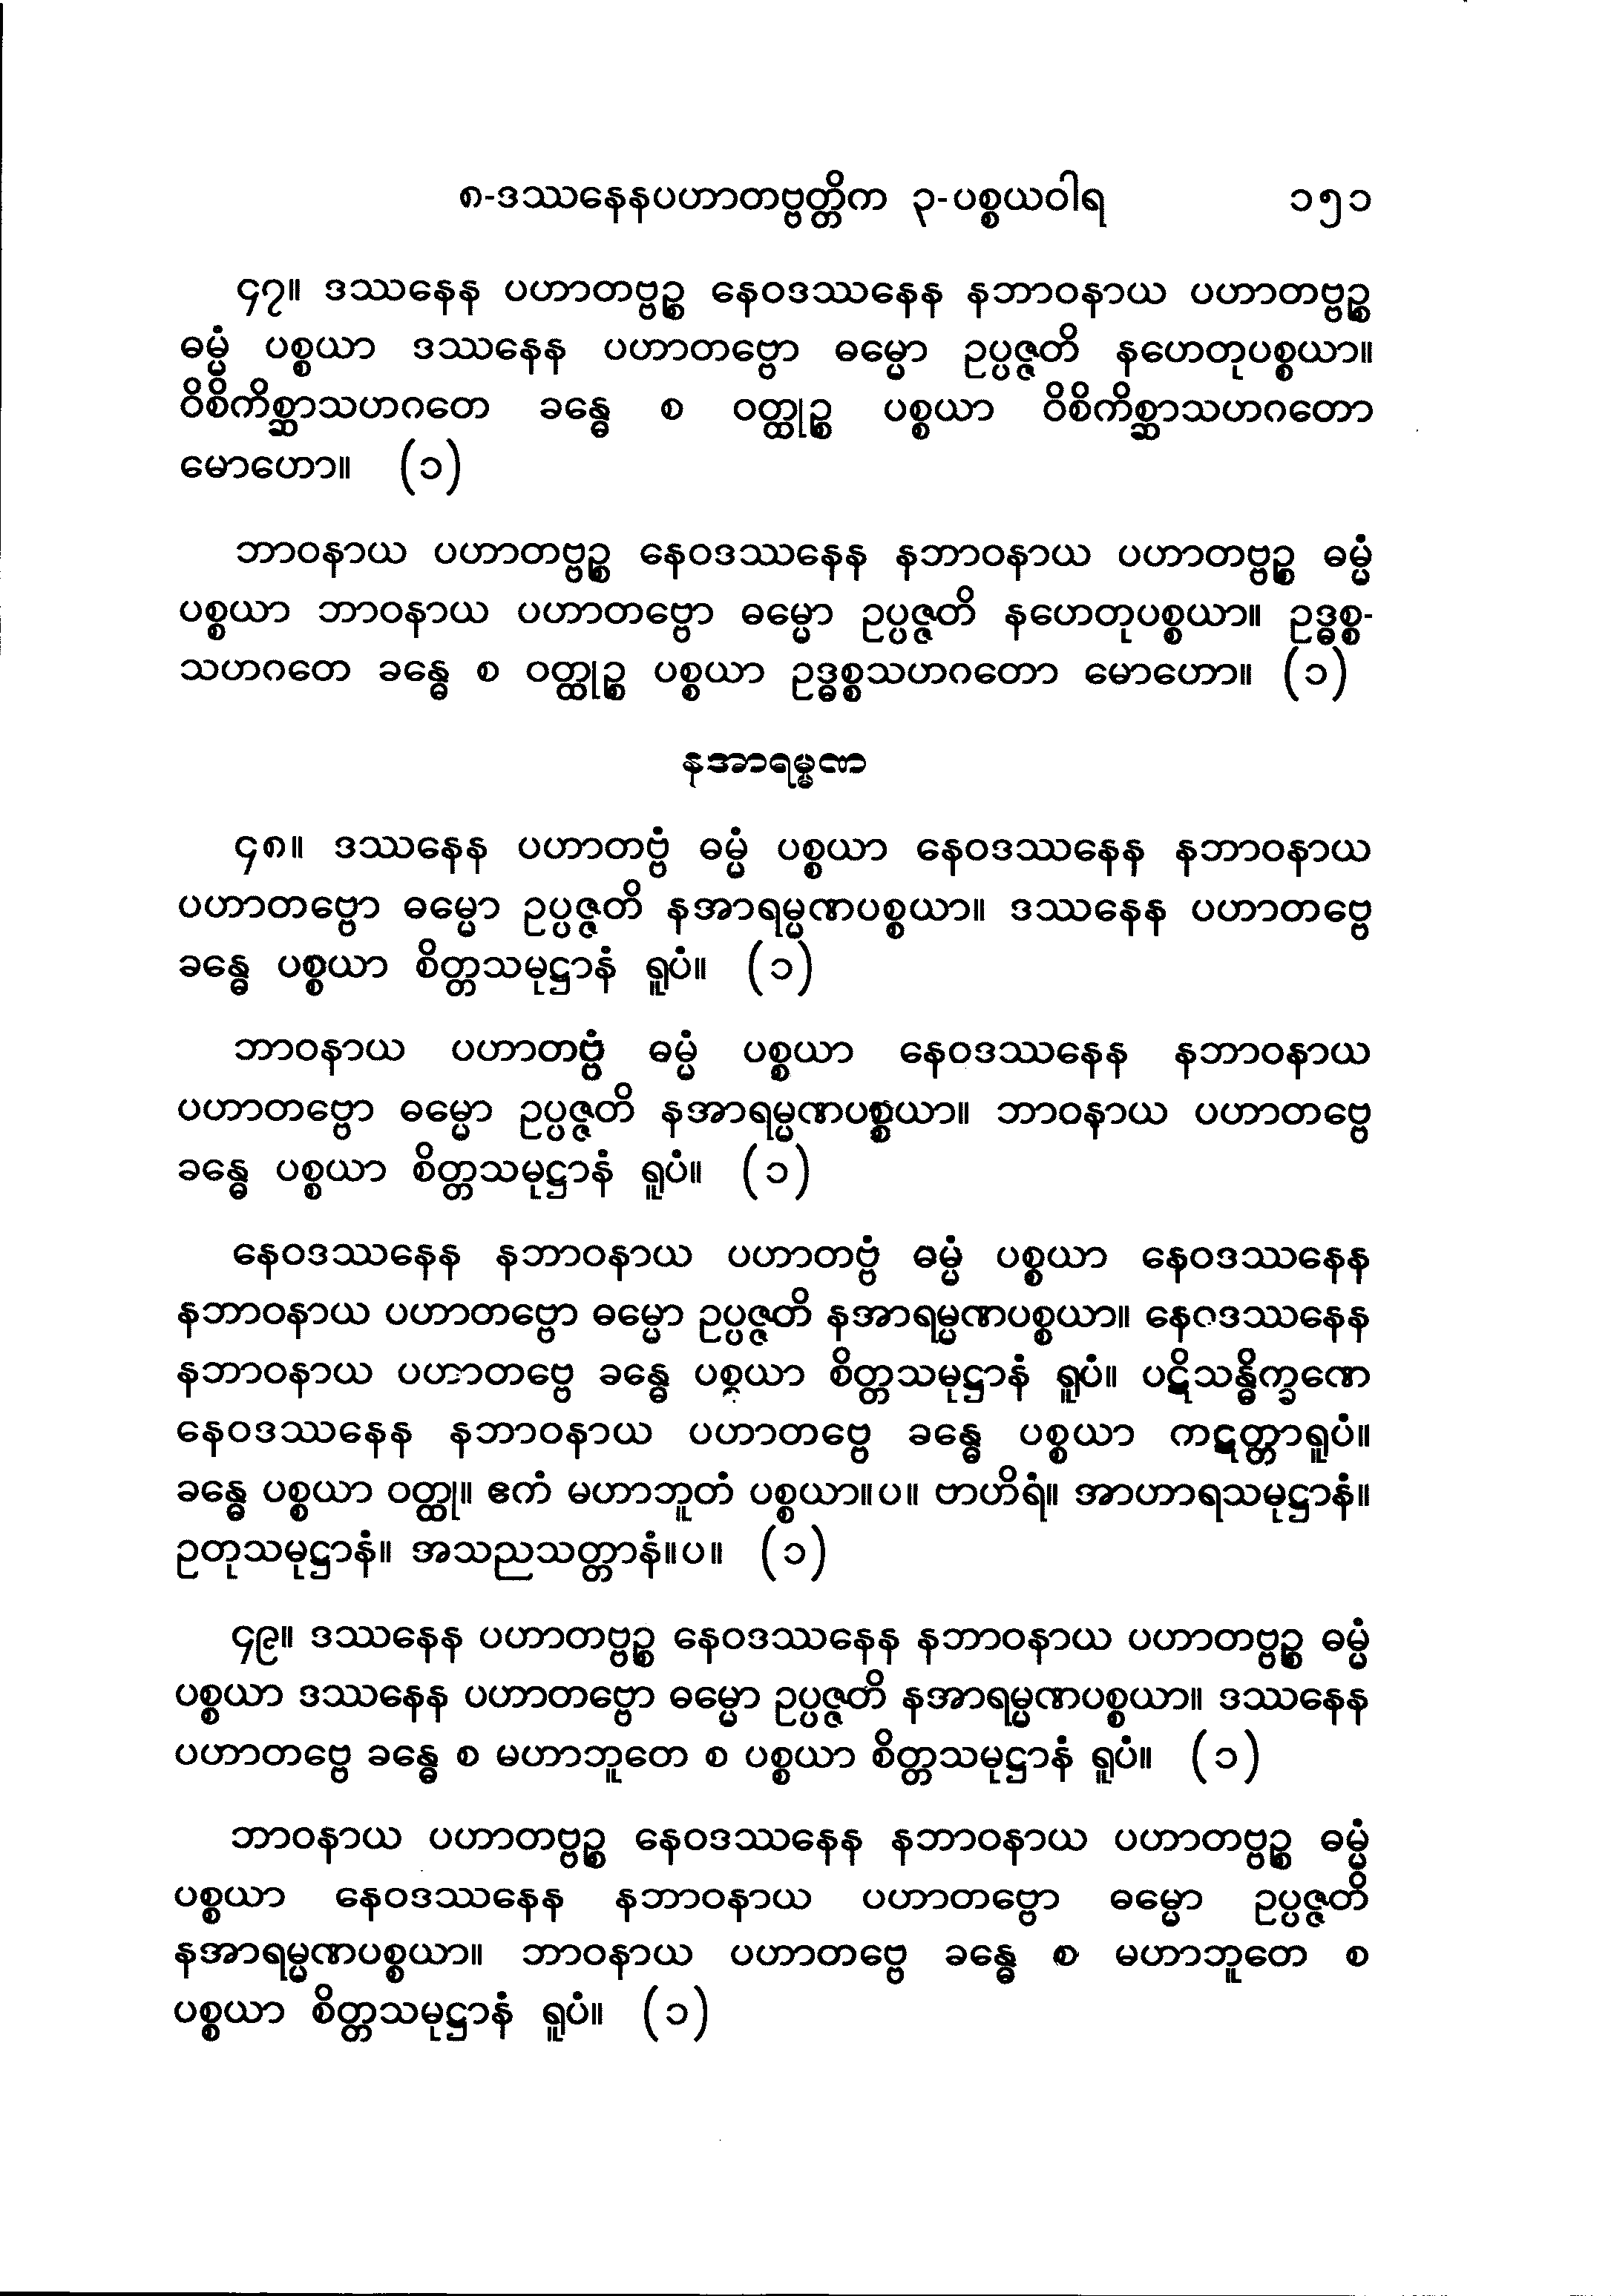 ၈-ဒဿနေနပဟာတဗ္ဗတ္တိက ၃-ပစ္စယဝါရ ၁၅၁
၄၇။ ဒဿနေန ပဟာတဗ္ဗဉ္စ နေဝဒဿနေန နဘာဝနာယ ပဟာတဗ္ဗဉ္စ
ဓမ္မံ ပစ္စယာ ဒဿနေန ပဟာတဗ္ဗော ဓမ္မော ဥပ္ပဇ္ဇတိ နဟေတုပစ္စယာ။
ဝိစိကိစ္ဆာသဟဂတေ ခန္ဓေ စ ဝတ္ထုဉ္စ ပစ္စယာ ဝိစိကိစ္ဆာသဟဂတော
မောဟော။ (၁)
ဘာဝနာယ ပဟာတဗ္ဗဉ္စ နေဝဒဿနေန နဘာဝနာယ ပဟာတဗ္ဗဉ္စ ဓမ္မံ
ပစ္စယာ ဘာဝနာယ ပဟာတဗ္ဗော ဓမ္မော ဥပ္ပဇ္ဇတိ နဟေတုပစ္စယာ။ ဥဒ္ဓစ္စ-
သဟဂတေ ခန္ဓေ စ ဝတ္ထုဉ္စ ပစ္စယာ ဥဒ္ဓစ္စသဟဂတော မောဟော။ (၁)
နအာရမ္မဏ
၄၈။ ဒဿနေန ပဟာတဗ္ဗံ ဓမ္မံ ပစ္စယာ နေဝဒဿနေန နဘာဝနာယ
ပဟာတဗ္ဗော ဓမ္မော ဥပ္ပဇ္ဇတိ နအာရမ္မဏပစ္စယာ။ ဒဿနေန ပဟာတဗ္ဗေ
ခန္ဓေ ပစ္စယာ စိတ္တသမုဋ္ဌာနံ ရူပံ။ (၁)
ဘာဝနာယ ပဟာတဗ္ဗံ ဓမ္မံ ပစ္စယာ နေဝဒဿနေန နဘာဝနာယ
ပဟာတဗ္ဗော ဓမ္မော ဥပ္ပဇ္ဇတိ နအာရမ္မဏပစ္စယာ။ ဘာဝနာယ ပဟာတဗ္ဗေ
ခန္ဓေ ပစ္စယာ စိတ္တသမုဋ္ဌာနံ ရူပံ။ (၁)
နေဝဒဿနေန နဘာဝနာယ ပဟာတဗ္ဗံ ဓမ္မံ ပစ္စယာ နေဝဒဿနေန
နဘာဝနာယ ပဟာတဗ္ဗော ဓမ္မော ဥပ္ပဇ္ဇတိ နအာရမ္မဏပစ္စယာ။ နေဝဒဿနေန
နဘာဝနာယ ပဟာတဗ္ဗေ ခန္ဓေ ပစ္စယာ စိတ္တသမုဋ္ဌာနံ ရူပံ။ ပဋိသန္ဓိက္ခဏေ
နေဝဒဿနေန နဘာဝနာယ ပဟာတဗ္ဗေ ခန္ဓေ ပစ္စယာ ကဋတ္တာရူပံ။
ခန္ဓေ ပစ္စယာ ဝတ္ထု။ ဧကံ မဟာဘူတံ ပစ္စယာ။ပ။ ဗာဟိရံ။ အာဟာရသမုဋ္ဌာနံ။
ဥတုသမုဋ္ဌာနံ။ အသညသတ္တာနံ။ပ။ (၁)
၄၉။ ဒဿနေန ပဟာတဗ္ဗဉ္စ နေဝဒဿနေန နဘာဝနာယ ပဟာတဗ္ဗဉ္စ ဓမ္မံ
ပစ္စယာ ဒဿနေန ပဟာတဗ္ဗော ဓမ္မော ဥပ္ပဇ္ဇတိ နအာရမ္မဏပစ္စယာ။ ဒဿနေန
ပဟာတဗ္ဗေ ခန္ဓေ စ မဟာဘူတေ စ ပစ္စယာ စိတ္တသမုဋ္ဌာနံ ရူပံ။ (၁)
ဘာဝနာယ ပဟာတဗ္ဗဉ္စ နေဝဒဿနေန နဘာဝနာယ ပဟာတဗ္ဗဉ္စ ဓမ္မံ
ပစ္စယာ နေဝဒဿနေန နဘာဝနာယ ပဟာတဗ္ဗော ဓမ္မော ဥပ္ပဇ္ဇတိ
နအာရမ္မဏပစ္စယာ။ ဘာဝနာယ ပဟာတဗ္ဗေ ခန္ဓေ စ မဟာဘူတေ စ
ပစ္စယာ စိတ္တသမုဋ္ဌာနံ ရူပံ။ (၁)